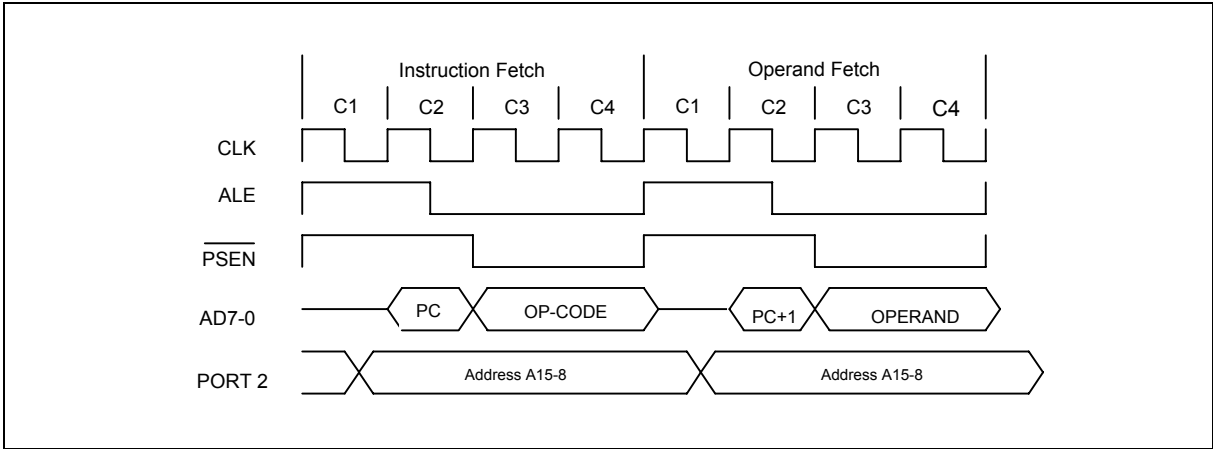 Instruction Fetch Operand Fetch
C1 C2 C3 C4 C1 C2 C3 C4
CLK
ALE
PSEN
AD7-0 PC OP-CODE PC+1 OPERAND
PORT 2 Address A15-8 Address A15-8